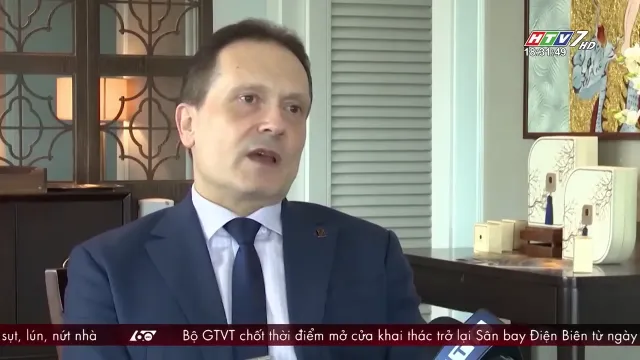 HTV7 HD
18:31:49
sụt, lún, nứt nhà 60 Bộ GTVT chốt thời điểm mở cửa khai thác trở lại Sân bay Điện Biên từ ngày